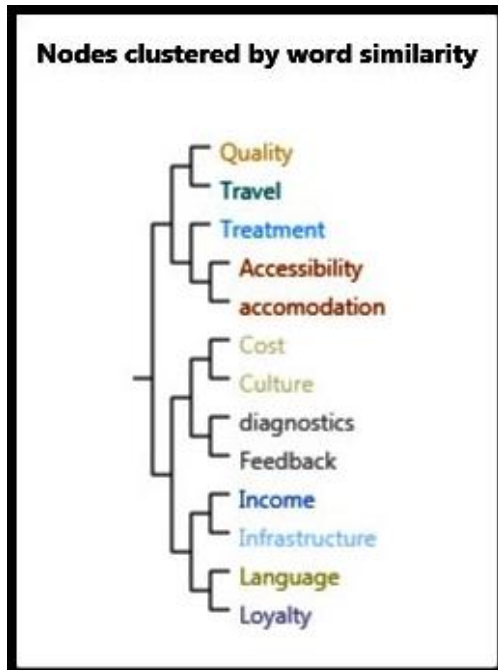 Nodes clustered by word similarity
Quality
Travel
Treatment
Accessibility
accomodation
Cost
Culture
diagnostics
Feedback
Income
Infrastructure
Language
Loyalty